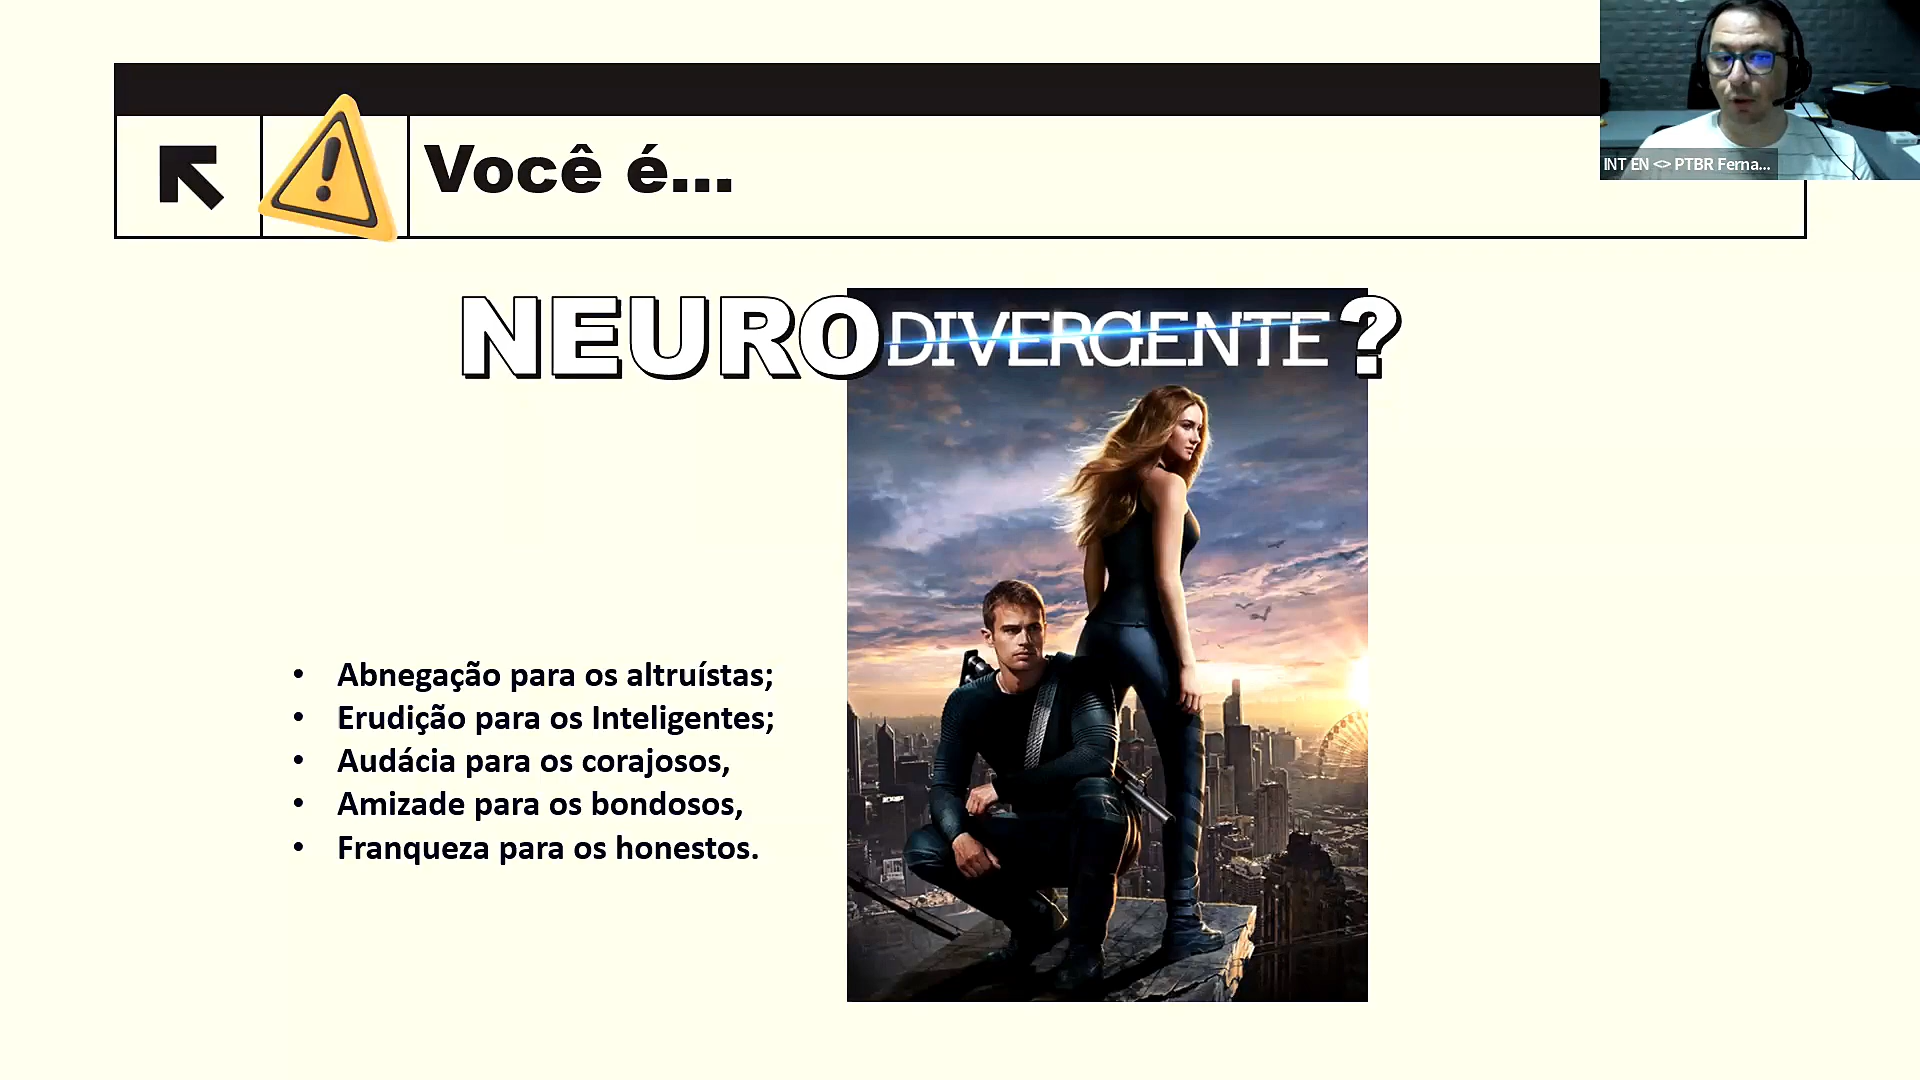 Você é...
INT EN <> PTBR Ferna...
NEURODIVERGENTE?
• Abnegação para os altruístas;
• Erudição para os Inteligentes;
• Audácia para os corajosos,
• Amizade para os bondosos,
• Franqueza para os honestos.